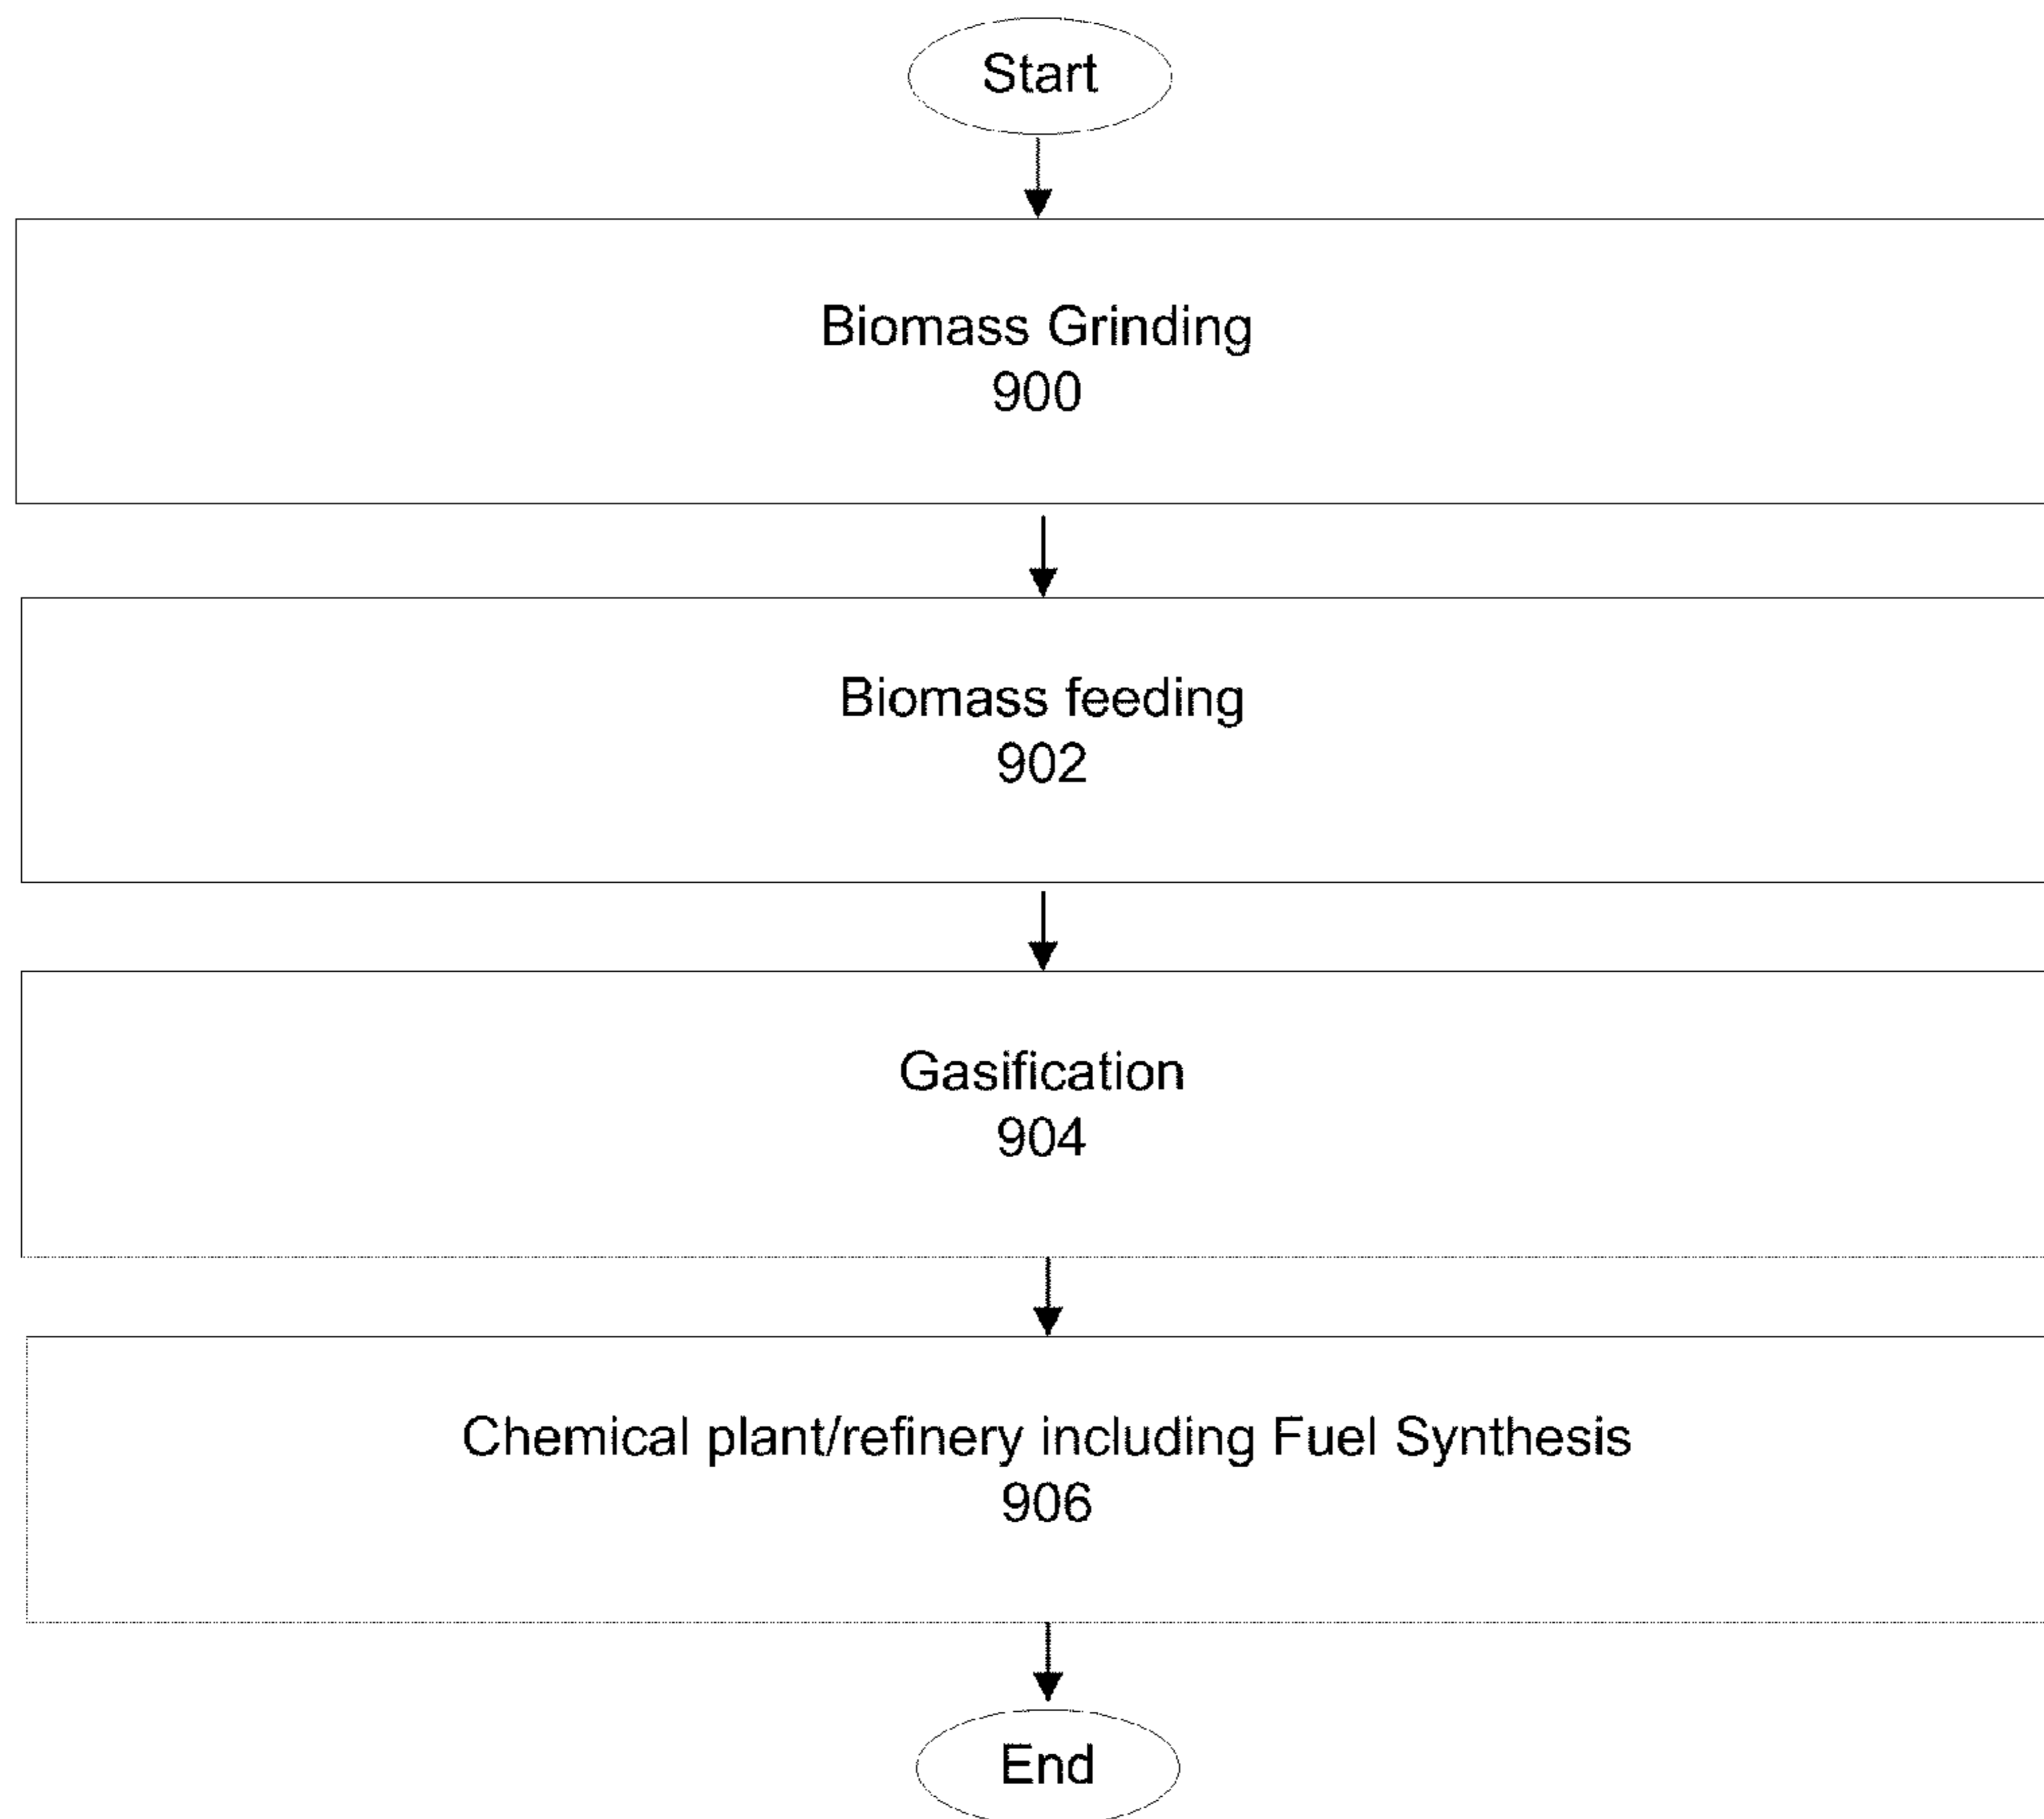 Start
Biomass Grinding
900
Biomass feeding
902
Gasification
904
Chemical plant/refinery including Fuel Synthesis
906
End